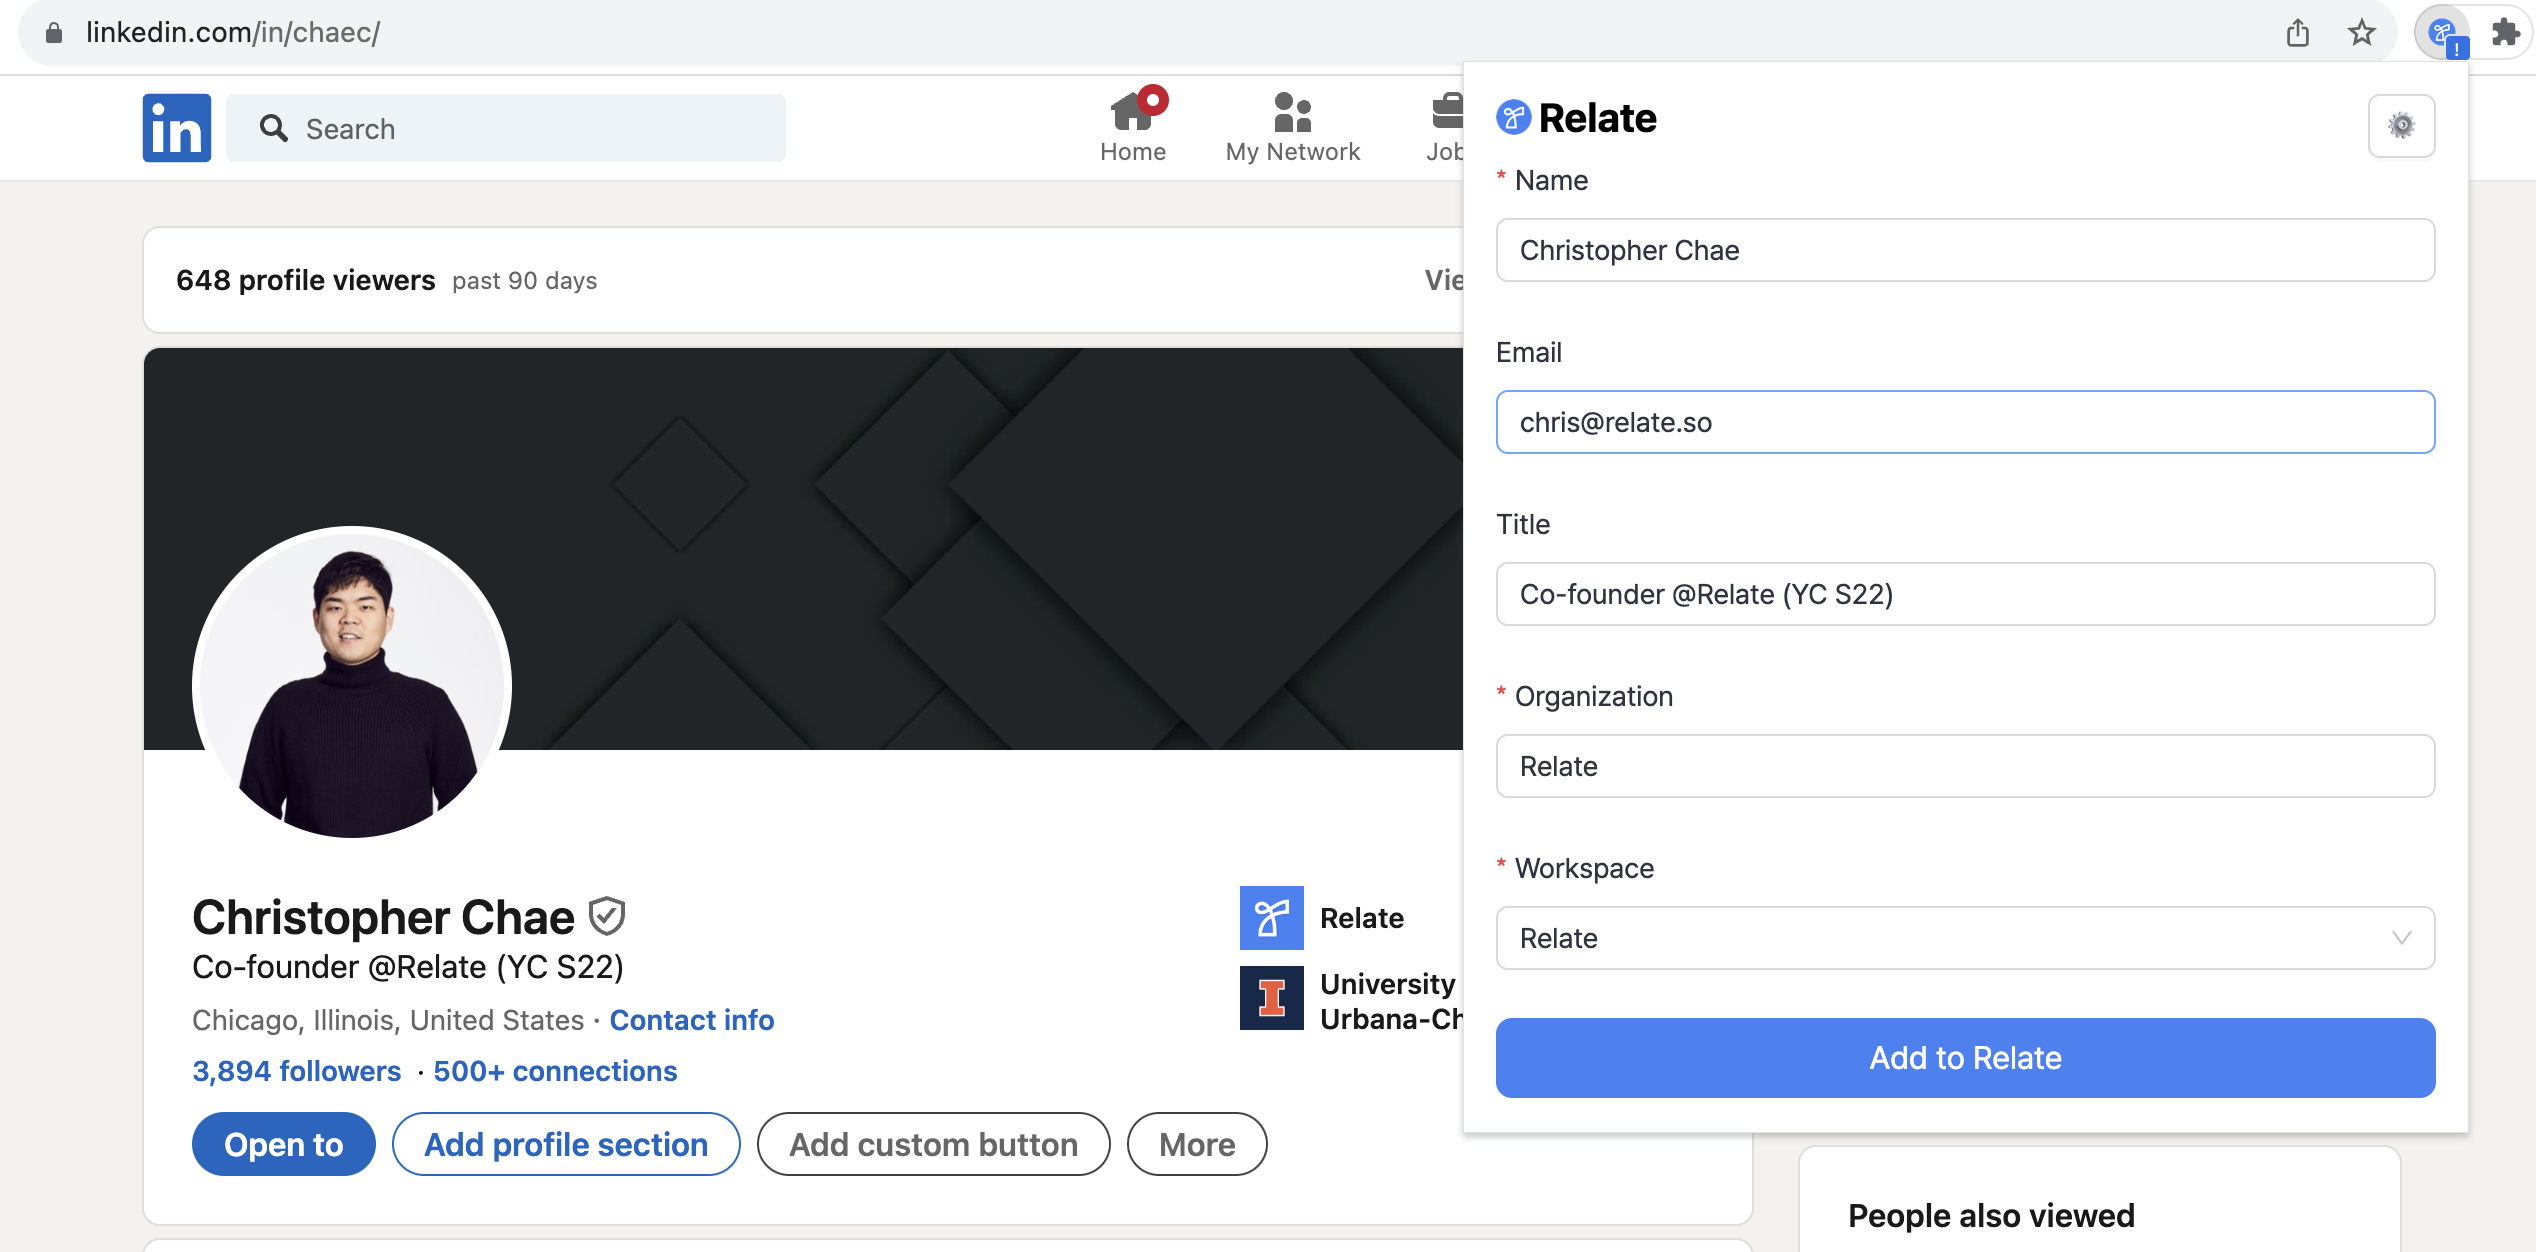 linkedin.com/in/chaec/
in
Search
Home
My Network
Job
648 profile viewers past 90 days
Vie
Christopher Chae
Co-founder @Relate (YC S22)
Chicago, Illinois, United States · Contact info
3,894 followers · 500+ connections
Open to
Add profile section
Add custom button
More
Relate
University
Urbana-Ch
Relate
* Name
Christopher Chae
Email
chris@relate.so
Title
Co-founder @Relate (YC S22)
* Organization
Relate
* Workspace
Relate
Add to Relate
People also viewed